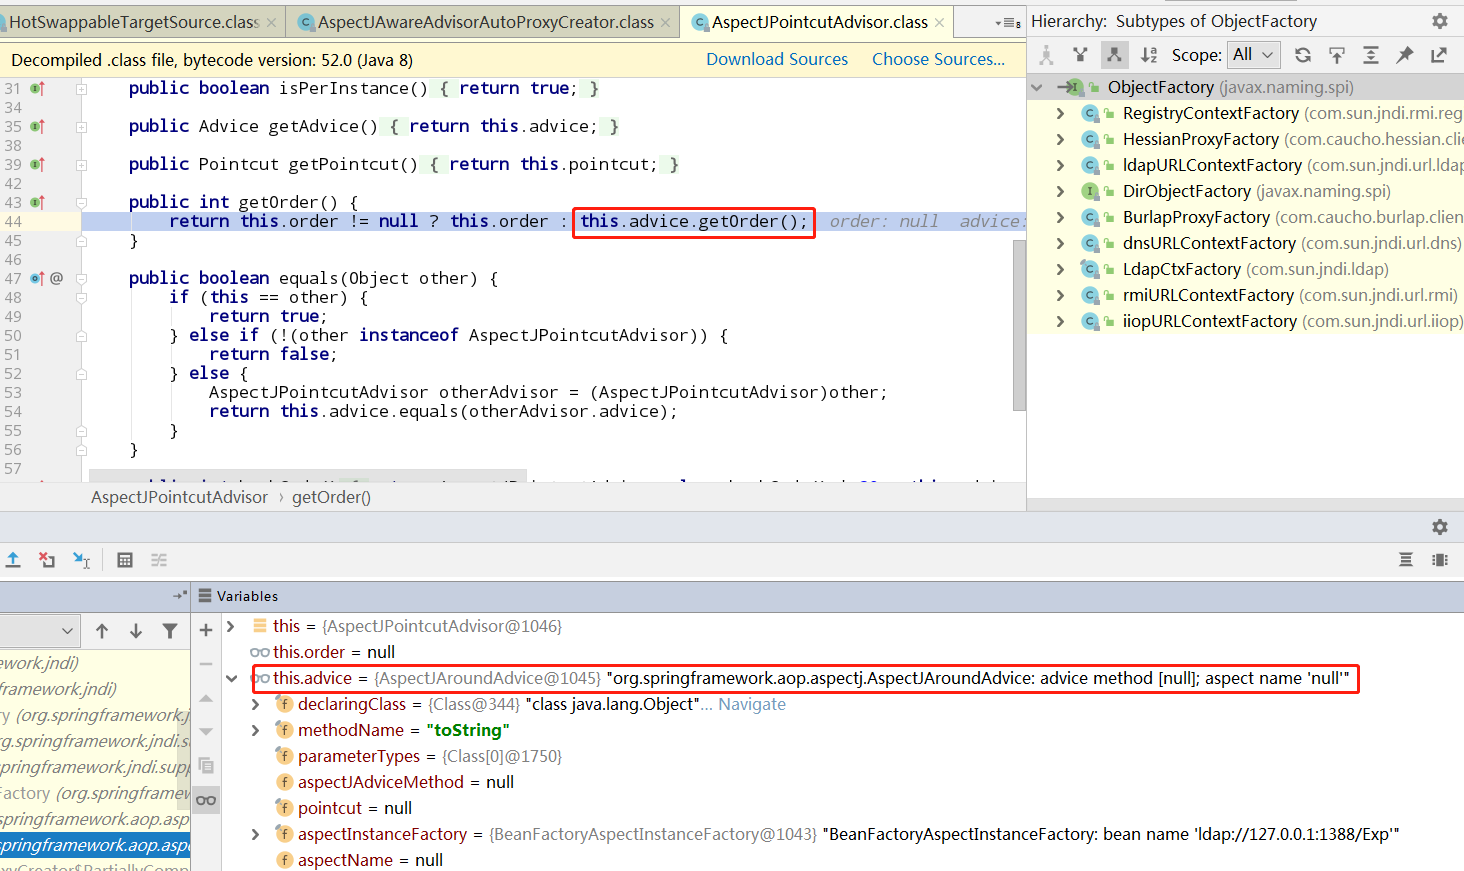 HotSwappableTargetSource.class
AspectJAwareAdvisorAutoProxyCreator.class
AspectJPointcutAdvisor.class
8
Hierarchy: Subtypes of ObjectFactory
Decompiled .class file, bytecode version: 52.0 (Java 8)
Download Sources
Choose Sources...
Scope: All
31 public boolean isPerInstance() { return true; }
34
35 public Advice getAdvice() { return this.advice; }
38
39 public Pointcut getPointcut() { return this.pointcut; }
42
43 public int getOrder() {
44 return this.order != null ? this.order : this.advice.getOrder(); order: null advice:
45 }
46
47 @ public boolean equals(Object other) {
48 if (this == other) {
49 return true;
50 } else if (!(other instanceof AspectJPointcutAdvisor)) {
51 return false;
52 } else {
53 AspectJPointcutAdvisor otherAdvisor = (AspectJPointcutAdvisor)other;
54 return this.advice.equals(otherAdvisor.advice);
55 }
56 }
57
AspectJPointcutAdvisor › getOrder()
ObjectFactory (javax.naming.spi)
RegistryContextFactory (com.sun.jndi.rmi.reg
HessianProxyFactory (com.caucho.hessian.clie
ldapURLContextFactory (com.sun.jndi.url.ldap
DirObjectFactory (javax.naming.spi)
BurlapProxyFactory (com.caucho.burlap.client
dnsURLContextFactory (com.sun.jndi.url.dns)
LdapCtxFactory (com.sun.jndi.ldap)
rmiURLContextFactory (com.sun.jndi.url.rmi)
iiopURLContextFactory (com.sun.jndi.url.iiop)
Variables
ework.jndi)
framework.jndi)
ry (org.springframework
rg.springframework.jndi.su
springframework.jndi.supp
Factory (org.springframew
springframework.aop.asp
springframework.aop.aspe
this = {AspectJPointcutAdvisor@1046}
this.order = null
this.advice = {AspectJAroundAdvice@1045} "org.springframework.aop.aspectj.AspectJAroundAdvice: advice method [null]; aspect name 'null'"
declaringClass = {Class@344} "class java.lang.Object"... Navigate
methodName = "toString"
parameterTypes = {Class[0]@1750}
aspectJAdviceMethod = null
pointcut = null
aspectInstanceFactory = {BeanFactoryAspectInstanceFactory@1043} "BeanFactoryAspectInstanceFactory: bean name 'ldap://127.0.0.1:1388/Exp'"
aspectName = null